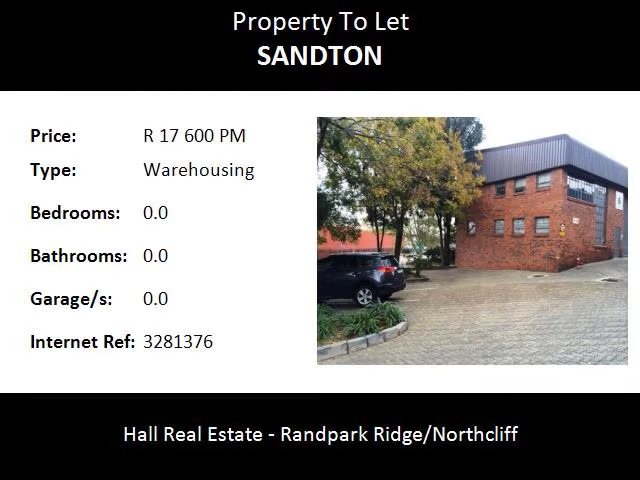 Property To Let
SANDTON
Price: R 17 600 PM
Type: Warehousing
Bedrooms: 0.0
Bathrooms: 0.0
Garage/s: 0.0
Internet Ref: 3281376
Hall Real Estate - Randpark Ridge/Northcliff